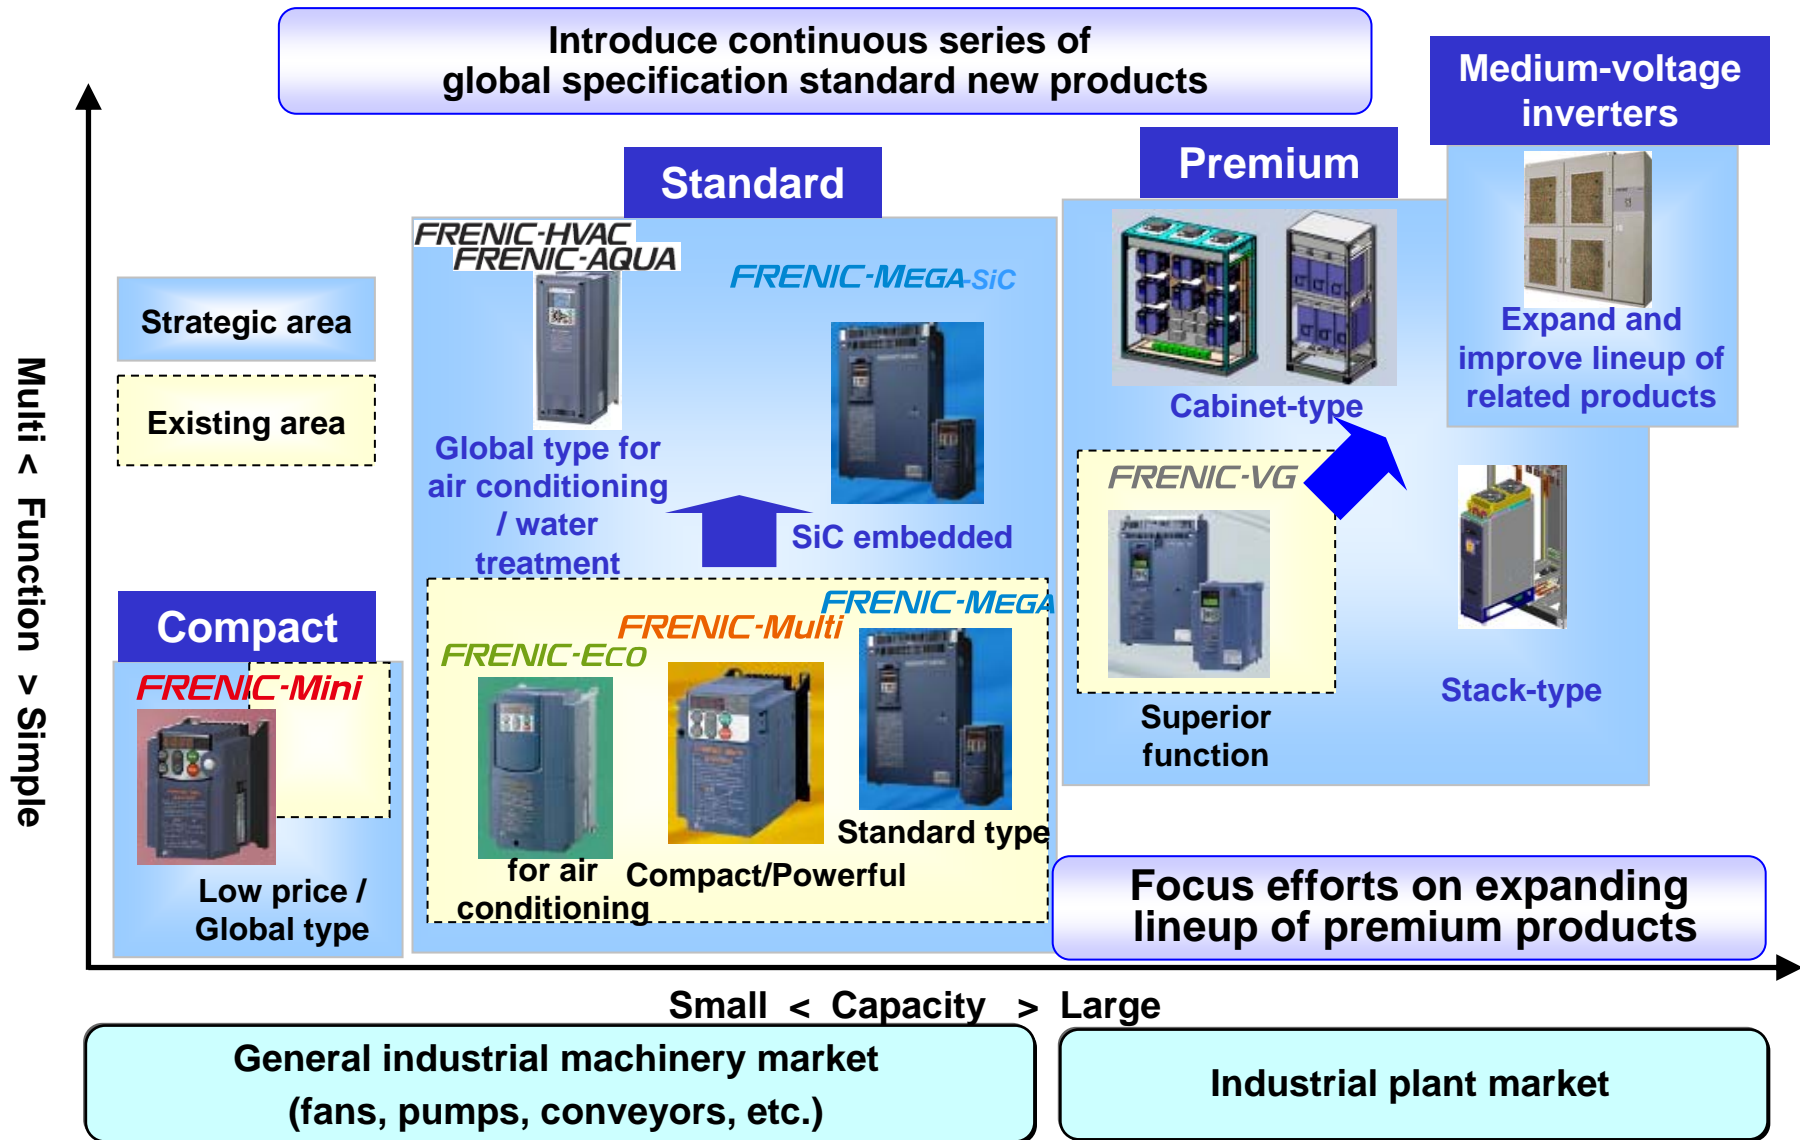 Introduce continuous series of
global specification standard new products
Medium-voltage
inverters
Premium
Standard
FRENIC-HVAC
FRENIC-AQUA
FRENIC-MEGA-SiC
Strategic area
Existing area
Expand and
improve lineup of
related products
Cabinet-type
Global type for
air conditioning
/ water
treatment
SiC embedded
FRENIC-VG
Multi < Function > Simple
Compact
FRENIC-Mini
FRENIC-Eco
FRENIC-Multi
FRENIC-MEGA
Stack-type
Superior
function
Standard type
Compact/Powerful
for air
conditioning
Low price /
Global type
Focus efforts on expanding
lineup of premium products
Small < Capacity > Large
General industrial machinery market
(fans, pumps, conveyors, etc.)
Industrial plant market